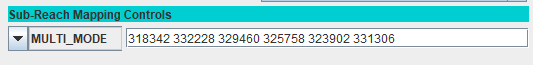 Sub-Reach Mapping Controls
MULTI_MODE 318342 332228 329460 325758 323902 331306